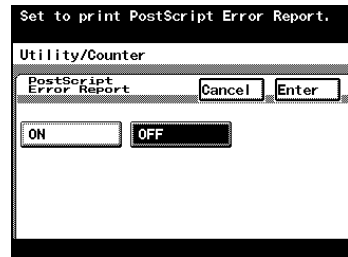 Set to print PostScript Error Report.
Utility/Counter
PostScript
Error Report
Cancel
Enter
ON
OFF